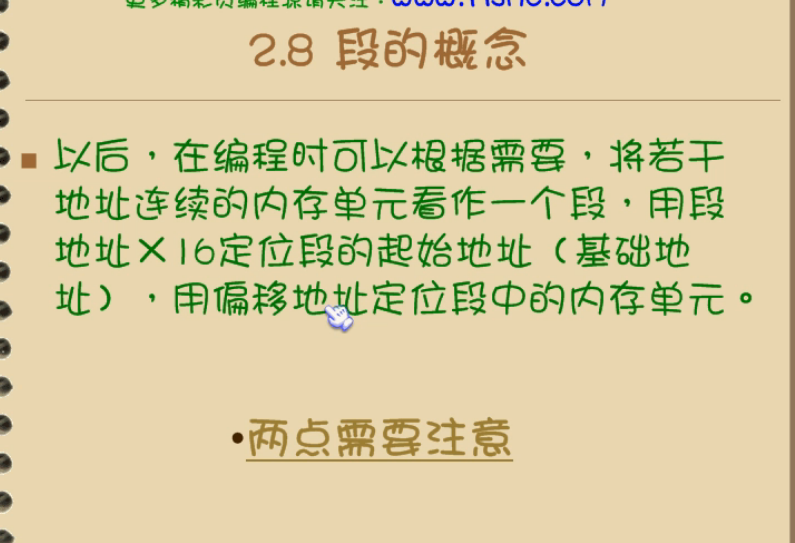 2.8 段的概念
以后，在编程时可以根据需要，将若干
地址连续的内存单元看作一个段，用段
地址×16定位段的起始地址（基础地
址），用偏移地址定位段中的内存单元。
•两点需要注意